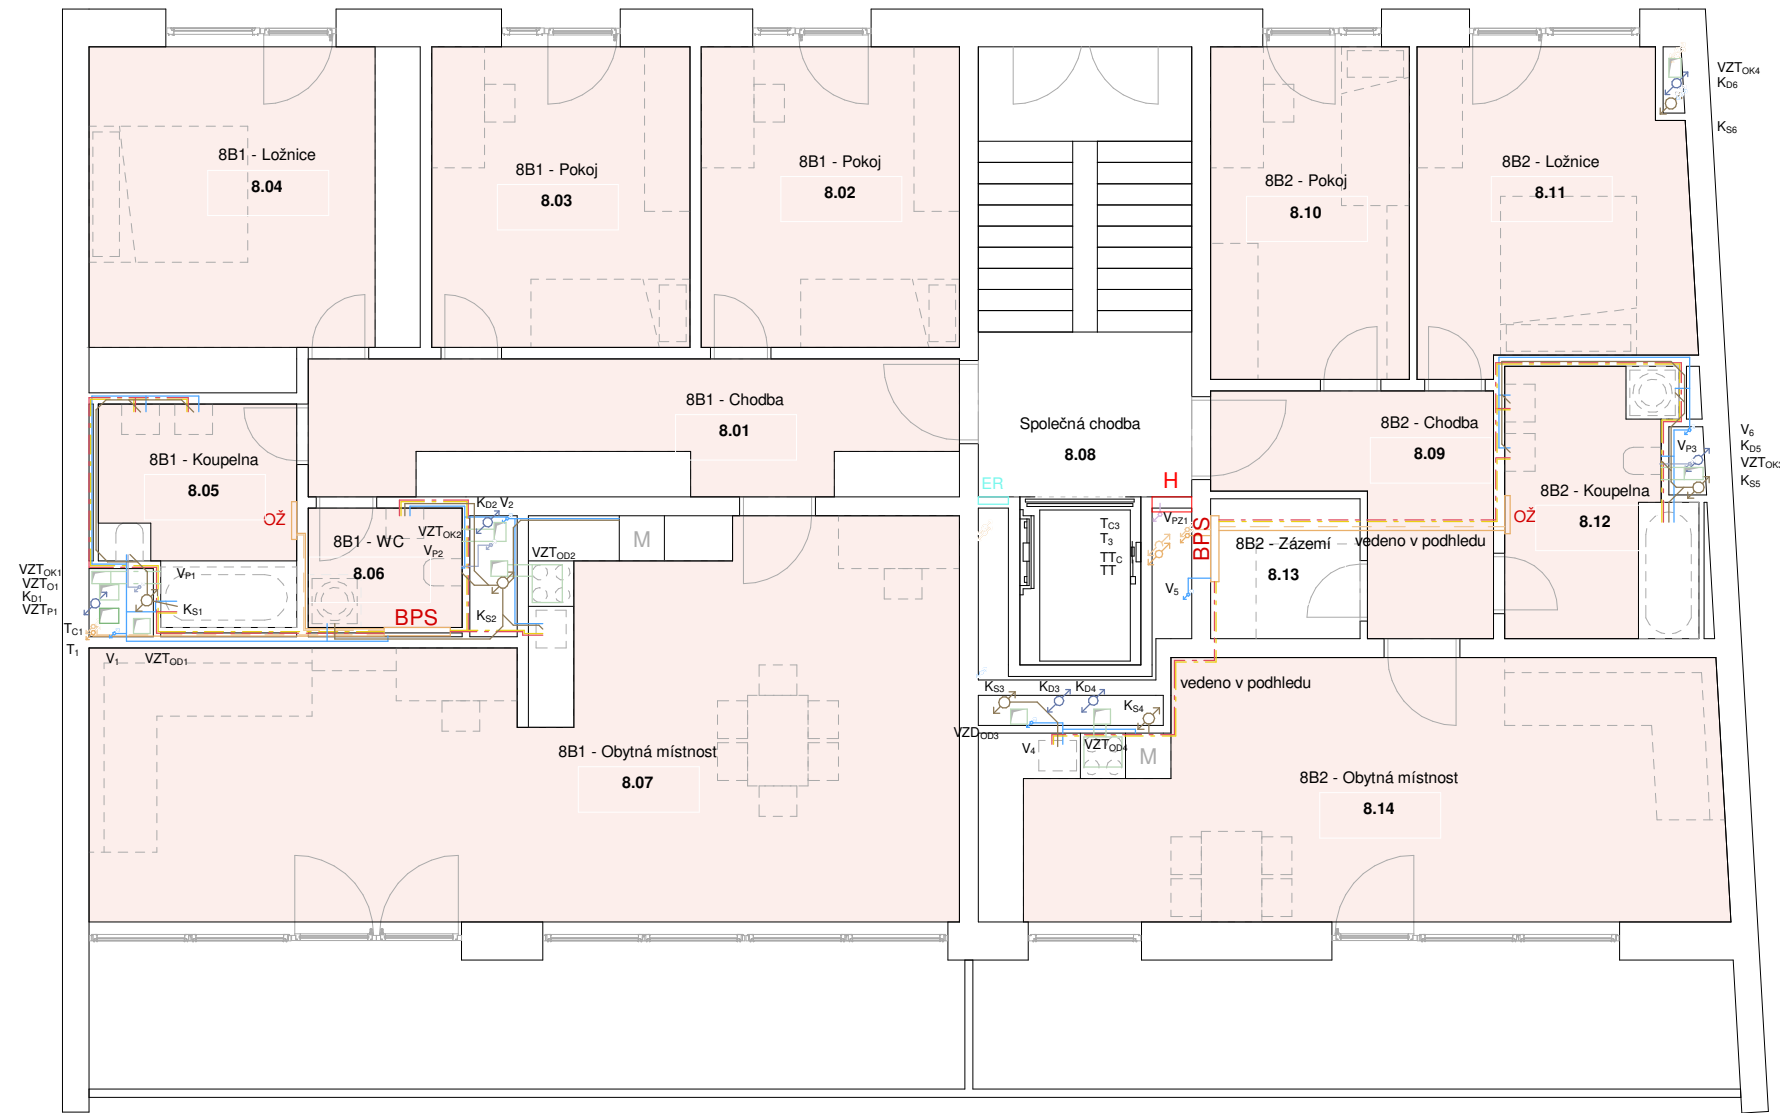 8B1 - Ložnice
8.04
8B1 - Pokoj
8.03
8B1 - Pokoj
8.02
8B2 - Pokoj
8.10
8B2 - Ložnice
8.11
VZTOK4
KD6
KS6
8B1 - Chodba
8.01
Společná chodba
8.08
8B2 - Chodba
8.09
8B1 - Koupelna
8.05
OŽ
8B1 - WC
8.06
BPS
KD2 V2
VZTOK2
VP2
VZTOD2
KS2
M
ER
H
VPZ1
BPS
TC3
T3
TTC
TT
V5
8B2 - Zázemí
8.13
vedeno v podhledu
OŽ
8B2 - Koupelna
8.12
VP3
V6
KD5
VZTOK3
KS5
VZTOK1
VZTO1
KD1
VZTP1
TC1
T1
V1
VZTOD1
VP1
KS1
vedeno v podhledu
KS3
KD3
KD4
KS4
VZDOD3
V4
VZTOD4
M
8B1 - Obytná místnost
8.07
8B2 - Obytná místnost
8.14